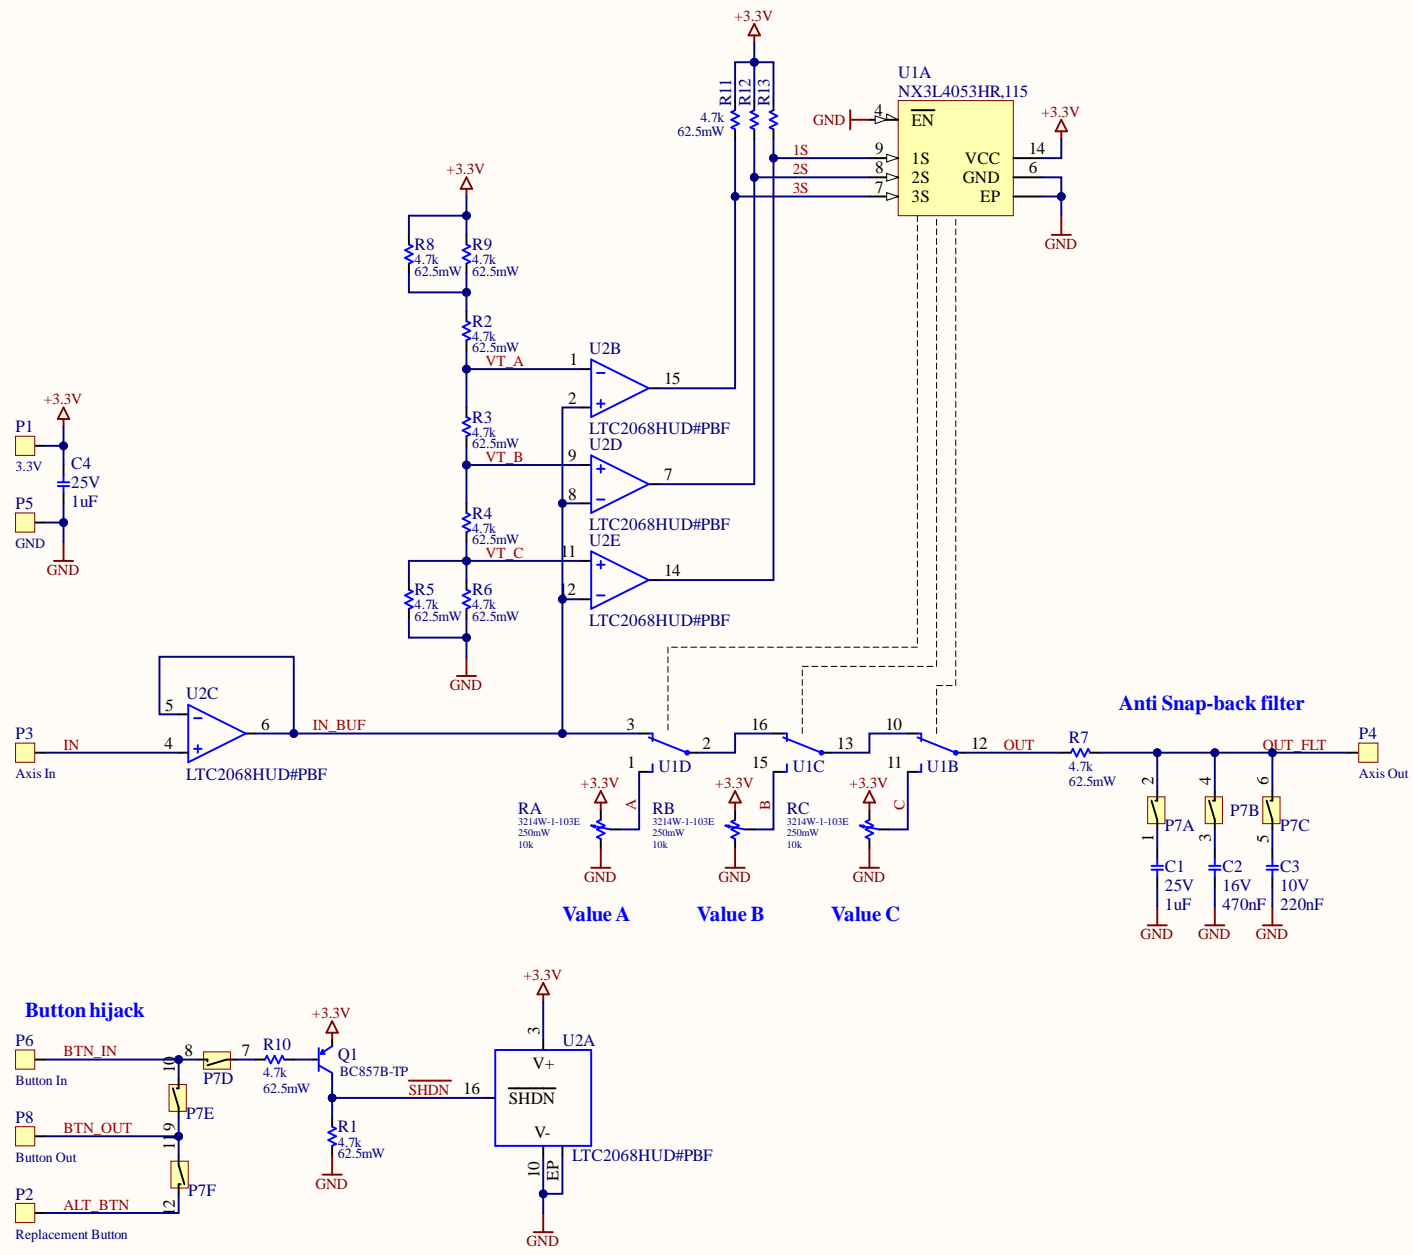 +3.3V
R11
R12
R13
4.7k
62.5mW
U1A
NX3L4053HR,115
GND
4
EN
+3.3V
1S
9
1S
VCC
14
2S
8
2S
GND
6
3S
7
3S
EP
GND
+3.3V
R8
4.7k
62.5mW
R9
4.7k
62.5mW
R2
4.7k
62.5mW
VT_A
1
U2B
15
2
LTC2068HUD#PBF
R3
4.7k
62.5mW
VT_B
9
U2D
7
8
LTC2068HUD#PBF
R4
4.7k
62.5mW
VT_C
11
U2E
14
12
LTC2068HUD#PBF
R5
4.7k
62.5mW
R6
4.7k
62.5mW
GND
+3.3V
P1
3.3V
C4
25V
1uF
P5
GND
GND
U2C
5
6
4
LTC2068HUD#PBF
P3
IN
Axis In
IN_BUF
3
2
1
U1D
16
13
15
U1C
10
12
11
U1B
OUT
+3.3V
A
RA
3214W-1-103E
250mW
10k
GND
Value A
+3.3V
B
RB
3214W-1-103E
250mW
10k
GND
Value B
+3.3V
C
RC
3214W-1-103E
250mW
10k
GND
Value C
Anti Snap-back filter
R7
4.7k
62.5mW
OUT_FLT
P4
Axis Out
2
P7A
1
C1
25V
1uF
GND
4
P7B
3
C2
16V
470nF
GND
6
P7C
5
C3
10V
220nF
GND
Button hijack
P6
BTN_IN
Button In
8
P7D
7
10
P7E
9
P8
BTN_OUT
Button Out
11
P7F
12
P2
ALT_BTN
Replacement Button
R10
4.7k
62.5mW
+3.3V
Q1
BC857B-TP
R1
4.7k
62.5mW
GND
SHDN
16
+3.3V
3
U2A
V+
SHDN
V-
10
EP
LTC2068HUD#PBF
GND